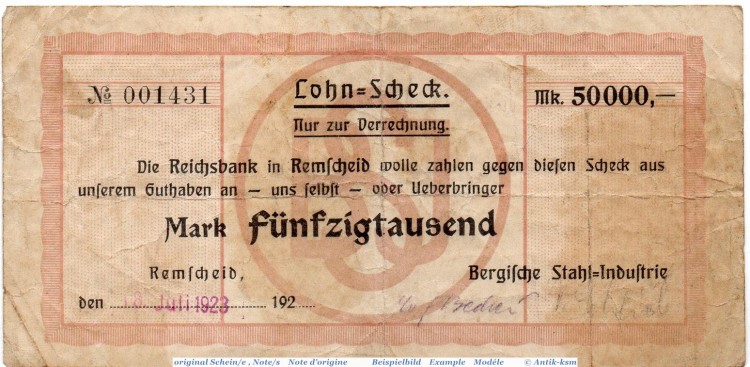 № 001431
Lohn=Scheck.
Mk. 50000,—
Nur zur Verrechnung.
Die Reichsbank in Remscheid wolle zahlen gegen diesen Scheck aus
unserem Guthaben an — uns selbst — oder Ueberbringer
Mark Fünfzigtausend
Remscheid,
Bergische Stahl=Industrie
den Juli 1923 192
original Schein/e , Note/s Note d'origine Beispielbild Example Modéle © Antik-ksm